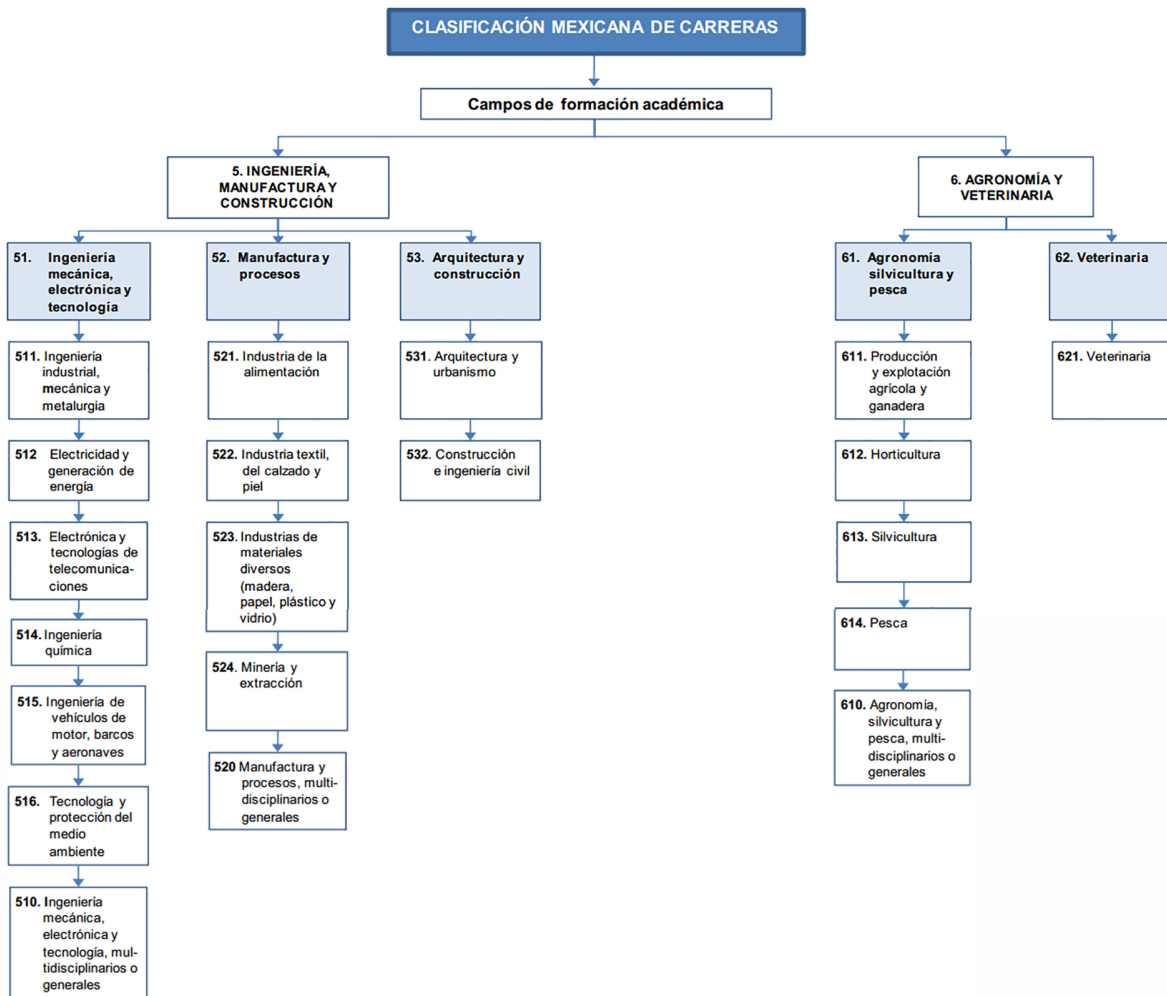 CLASIFICACIÓN MEXICANA DE CARRERAS
Campos de formación académica
5. INGENIERÍA,
MANUFACTURA Y
CONSTRUCCIÓN
6. AGRONOMÍA Y
VETERINARIA
51. Ingeniería
mecánica,
electrónica y
tecnología
52. Manufactura y
procesos
53. Arquitectura y
construcción
61. Agronomía
silvicultura y
pesca
62. Veterinaria
511. Ingeniería
industrial,
mecánica y
metalurgia
512 Electricidad y
generación de
energía
513. Electrónica y
tecnologías de
telecomunica-
ciones
514. Ingeniería
química
515. Ingeniería de
vehículos de
motor, barcos
y aeronaves
516. Tecnología y
protección del
medio
ambiente
510. Ingeniería
mecánica,
electrónica y
tecnología, mul-
tidisciplinarios o
generales
521. Industria de la
alimentación
522. Industria textil,
del calzado y
piel
523. Industrias de
materiales
diversos
(madera,
papel, plástico y
vidrio)
524. Minería y
extracción
520 Manufactura y
procesos, multi-
disciplinarios o
generales
531. Arquitectura y
urbanismo
532. Construcción
e ingeniería civil
611. Producción
y explotación
agrícola y
ganadera
612. Horticultura
613. Silvicultura
614. Pesca
610. Agronomía,
silvicultura y
pesca, multi-
disciplinarios o
generales
621. Veterinaria